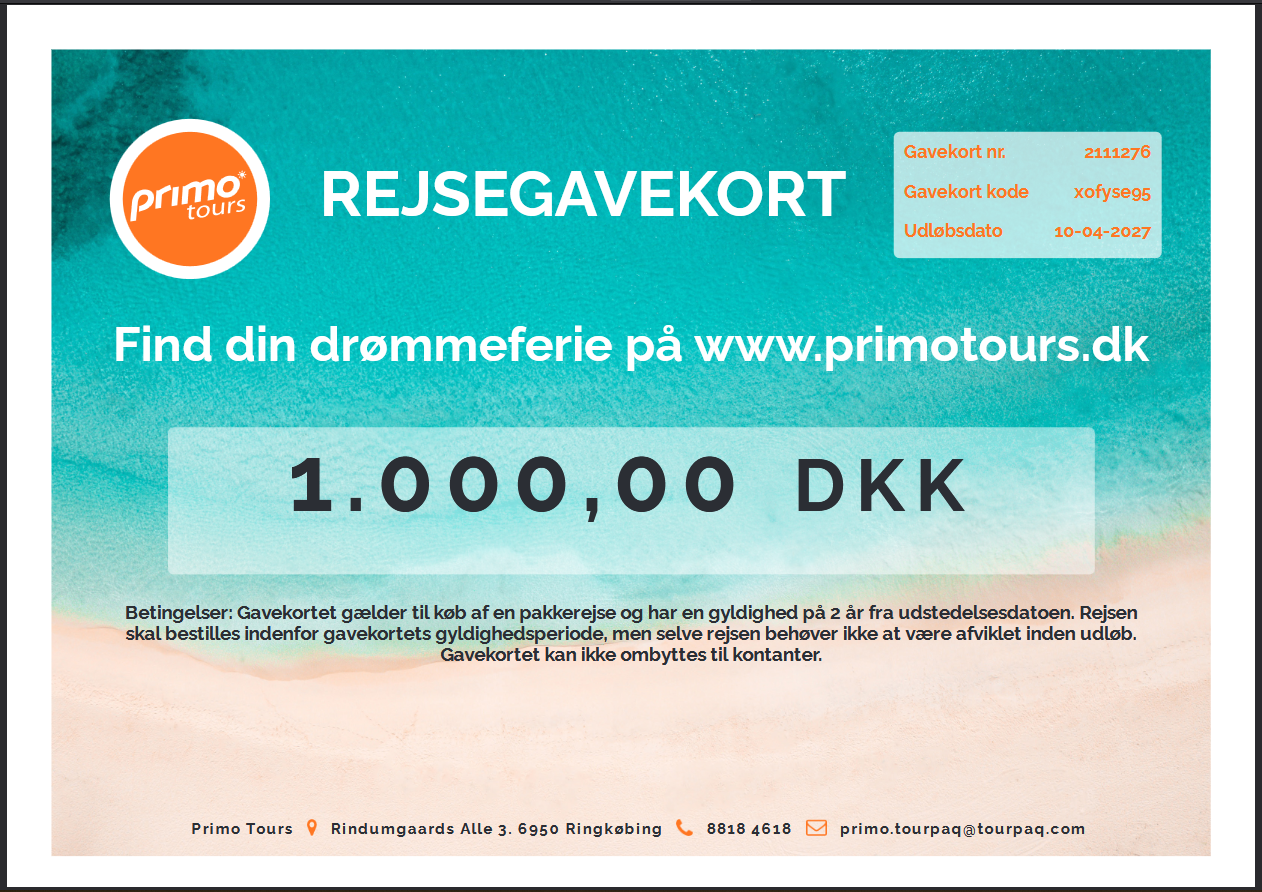 primo tours
REJSEGAVEKORT
Gavekort nr. 2111276
Gavekort kode xofyse95
Udløbsdato 10-04-2027
Find din drømmeferie på www.primotours.dk
1.000,00 DKK
Betingelser: Gavekortet gælder til køb af en pakkerejse og har en gyldighed på 2 år fra udstedelsesdatoen. Rejsen
skal bestilles indenfor gavekortets gyldighedsperiode, men selve rejsen behøver ikke at være afviklet inden udløb.
Gavekortet kan ikke ombyttes til kontanter.
Primo Tours Rindumgaards Alle 3. 6950 Ringkøbing 8818 4618 primo.tourpaq@tourpaq.com